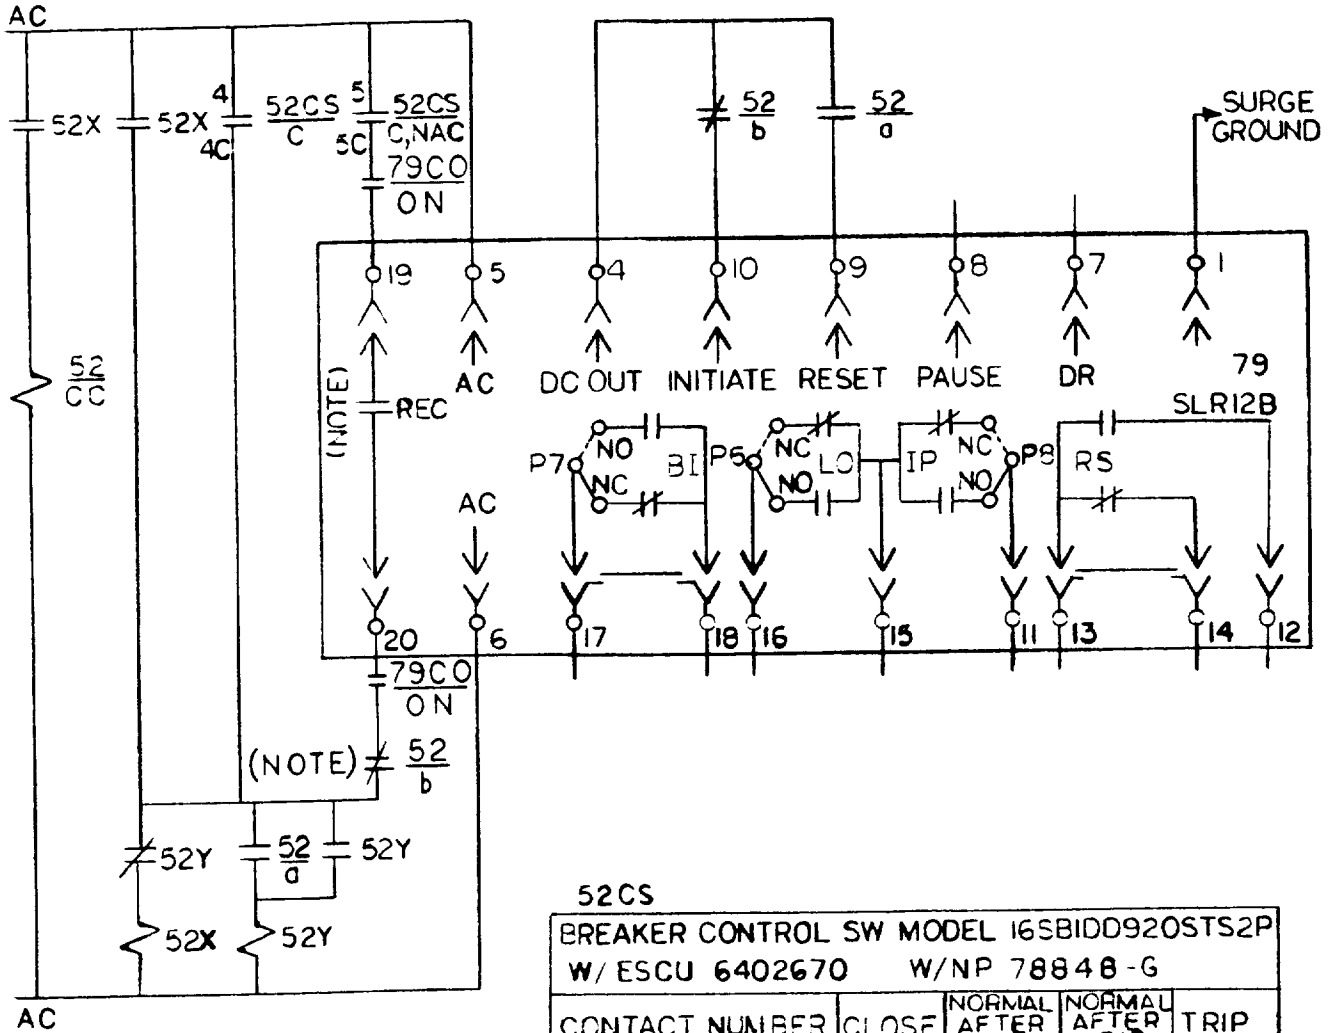 AC
4
5
52X
52X
52CS
C
52CS
C, NAC
4C
5C
79CO
ON
52
b
52
a
SURGE
GROUND
19
5
4
10
9
8
7
1
(NOTE)
AC
DC OUT
INITIATE
RESET
PAUSE
DR
79
SLR12B
52
CC
REC
NO
NC
P7
BI
P6
NC
NO
LO
IP
NC
NO
P8
RS
AC
20
6
17
18
16
15
11
13
14
12
79CO
ON
(NOTE)
52
b
52Y
52
a
52Y
52X
52Y
AC
52CS
BREAKER CONTROL SW MODEL 16SB1DD920STS2P
W/ ESCU 6402670 W/NP 78848-G
CONTACT NUMBER CLOSE NORMAL AFTER NORMAL AFTER TRIP